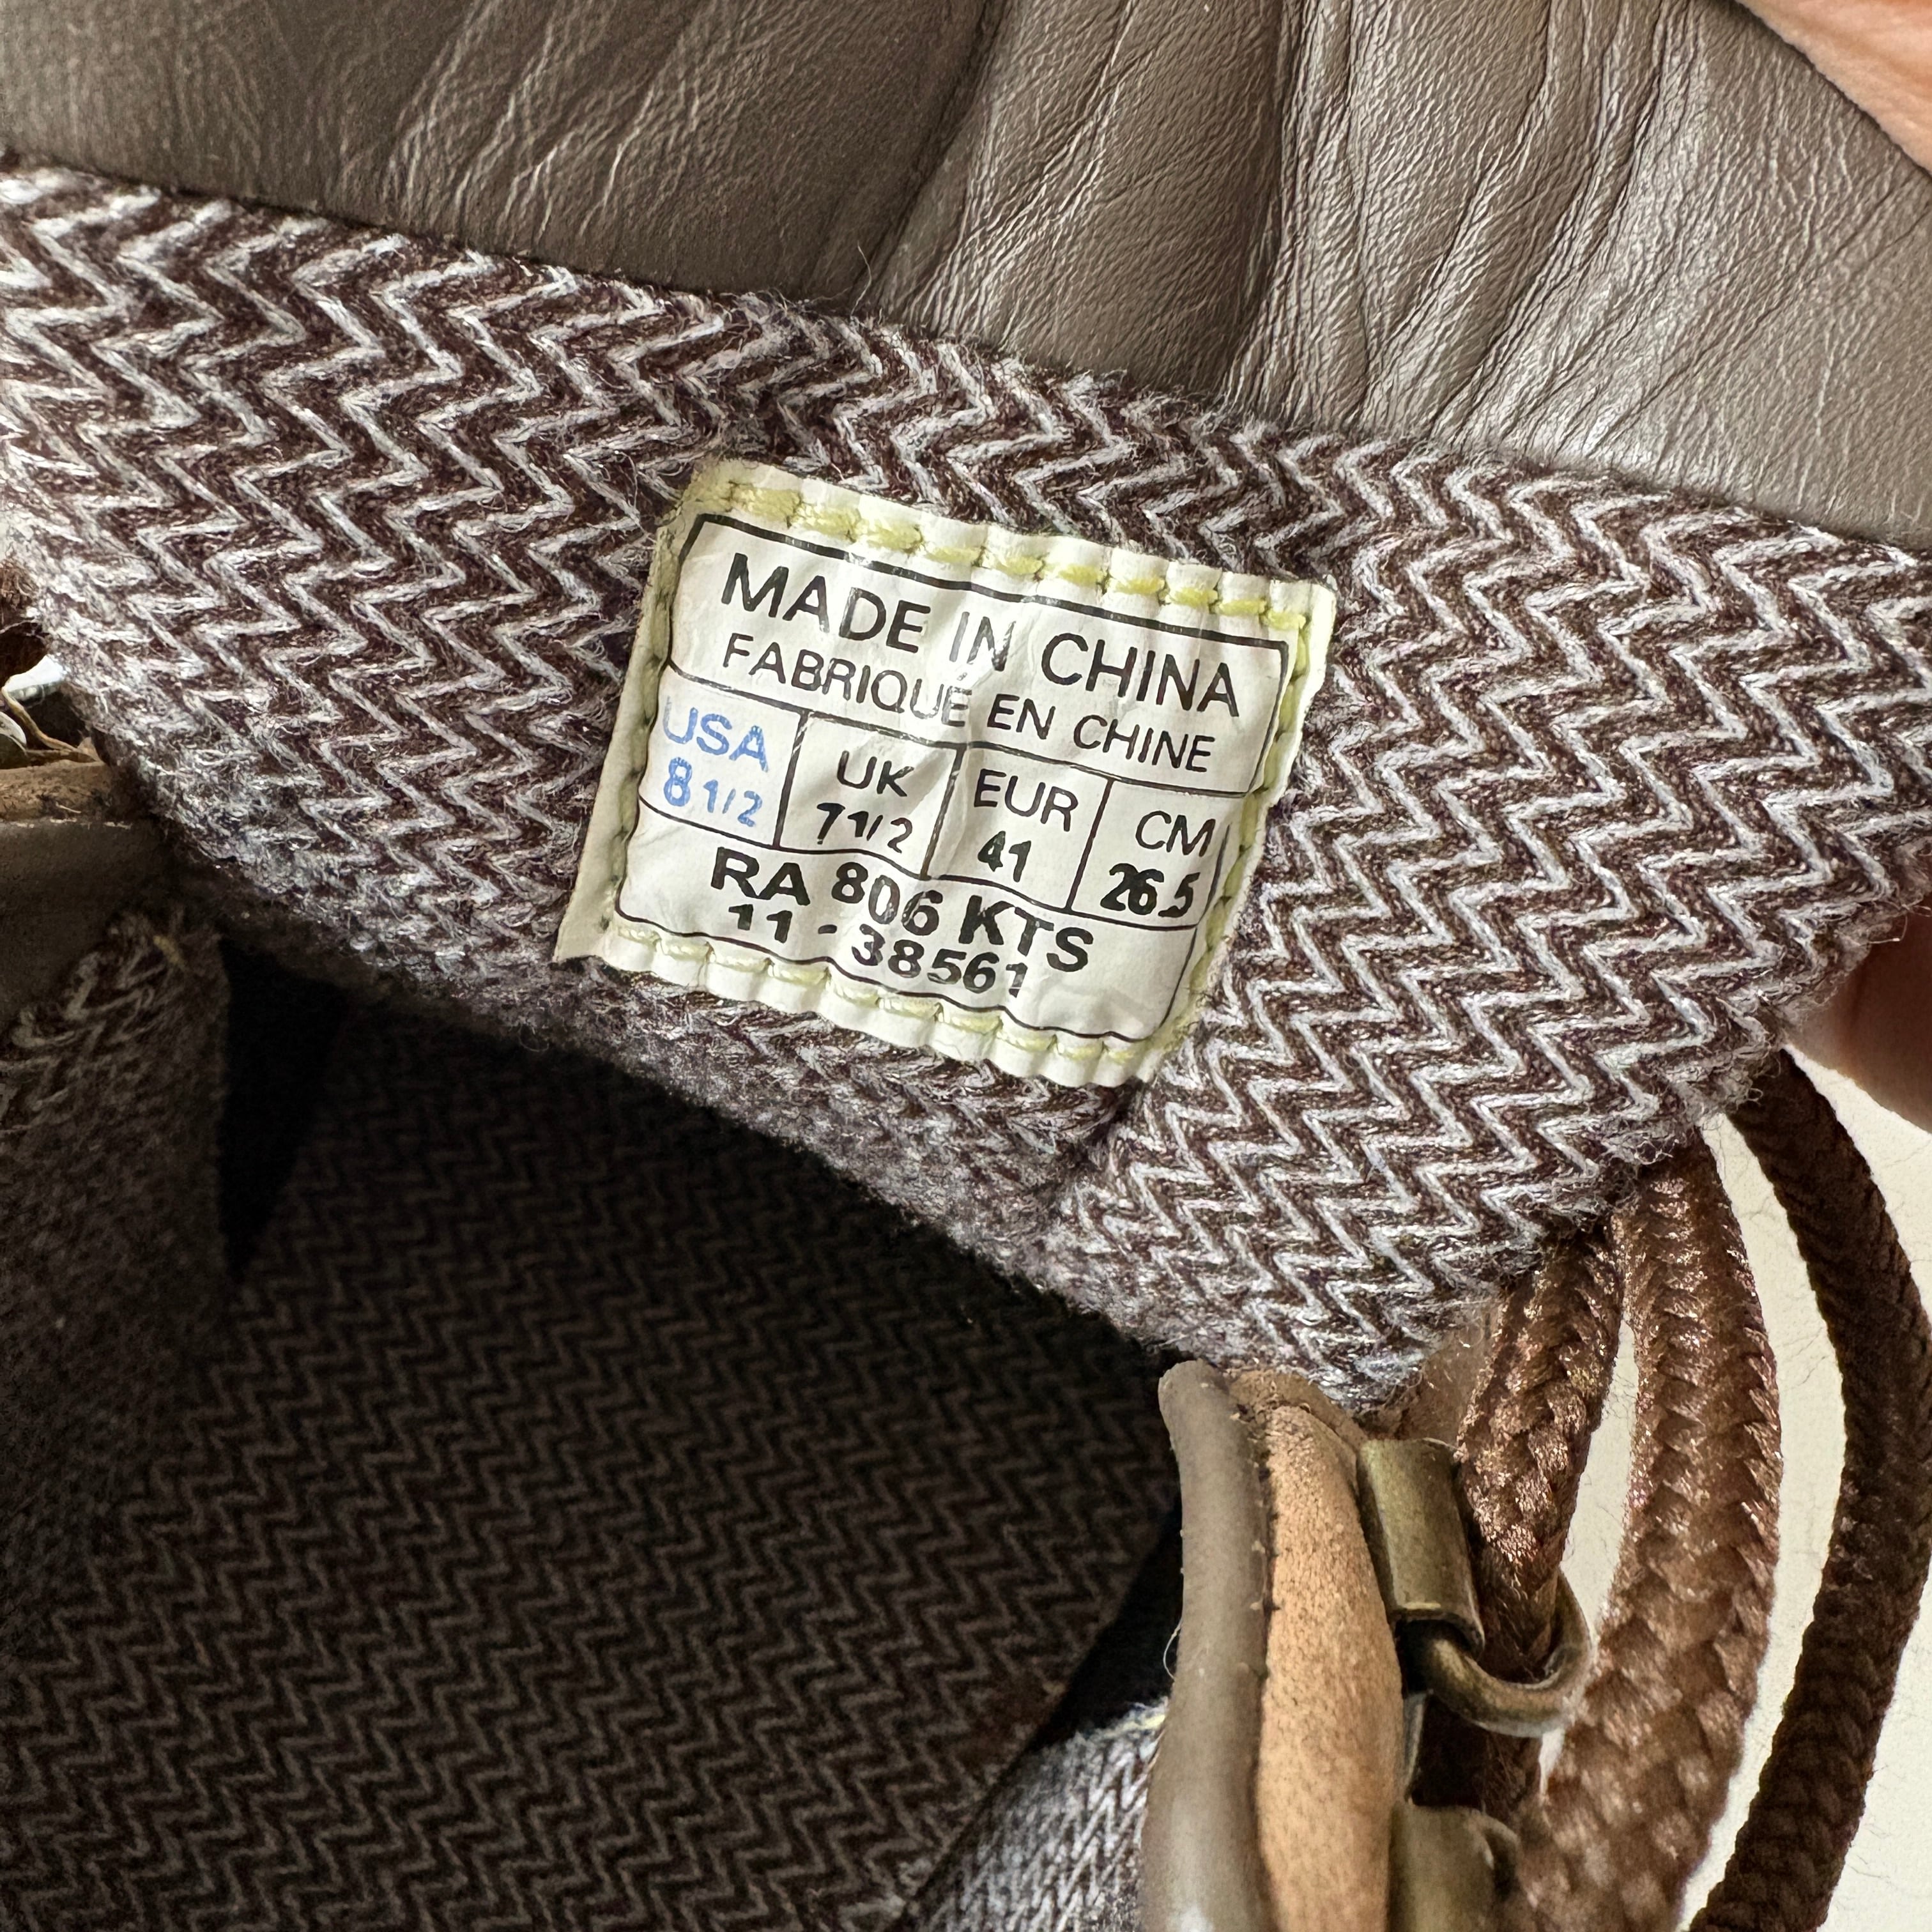 MADE IN CHINA
FABRIQUE EN CHINE
USA UK EUR CM
8 1/2 7 1/2 41 26.5
RA 806 KTS
11 - 38561